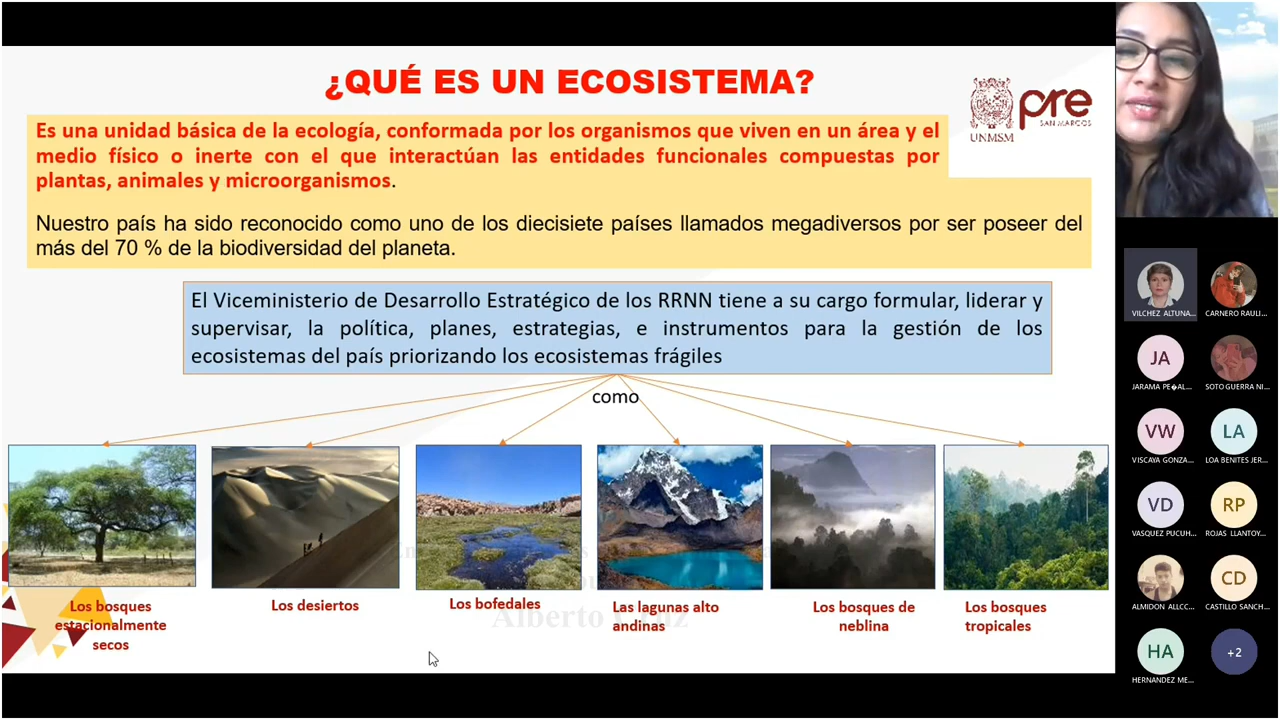 ¿QUÉ ES UN ECOSISTEMA?
UNMSM
pre
SAN MARCOS
Es una unidad básica de la ecología, conformada por los organismos que viven en un área y el
medio físico o inerte con el que interactúan las entidades funcionales compuestas por
plantas, animales y microorganismos.
Nuestro país ha sido reconocido como uno de los diecisiete países llamados megadiversos por ser poseer del
más del 70 % de la biodiversidad del planeta.
El Viceministerio de Desarrollo Estratégico de los RRNN tiene a su cargo formular, liderar y
supervisar, la política, planes, estrategias, e instrumentos para la gestión de los
ecosistemas del país priorizando los ecosistemas frágiles
como
Los bosques
estacionalmente
secos
Los desiertos
Los bofedales
Las lagunas alto
andinas
Los bosques de
neblina
Los bosques
tropicales
Alberto
VILCHEZ ALTUNA...
CARNERO RAULI...
JA
JARAMA PE�AL...
SOTO GUERRA NI...
VW
VISCAYA GONZA...
LA
LOA BENITES JER...
VD
VASQUEZ PUCUH...
RP
ROJAS LLANTOY...
ALMIDON ALLCC...
CD
CASTILLO SANCH...
HA
HERNANDEZ ME...
+2